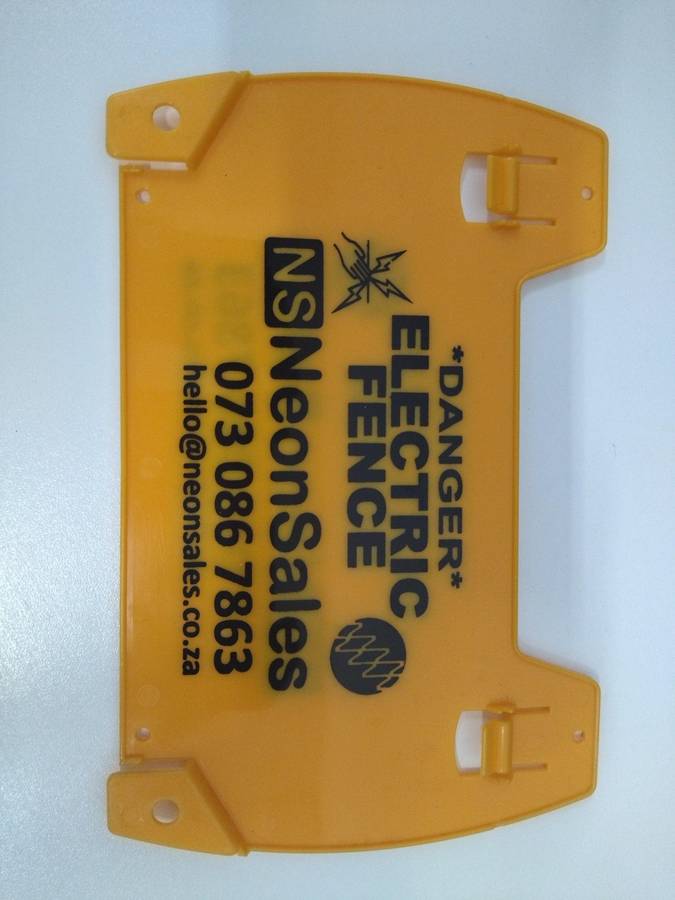 *DANGER*
ELECTRIC
FENCE
NS NeonSales
073 086 7863
hello@neonsales.co.za